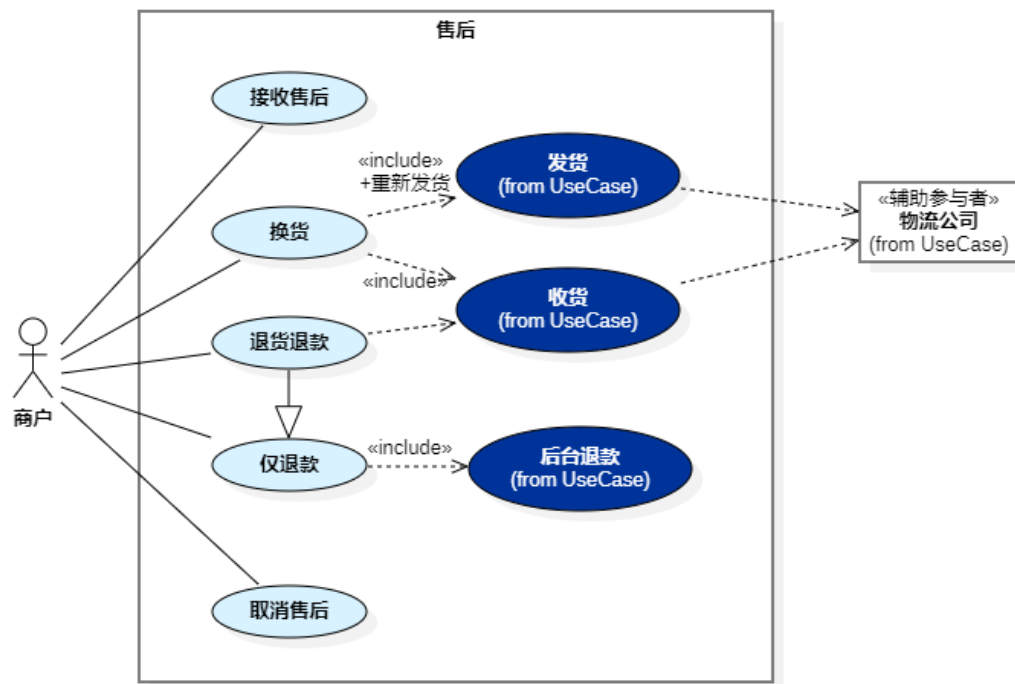 售后
接收售后
«include»
+重新发货
发货
(from UseCase)
«辅助参与者»
物流公司
(from UseCase)
换货
«include»
收货
(from UseCase)
退货退款
商户
仅退款
«include»
后台退款
(from UseCase)
取消售后